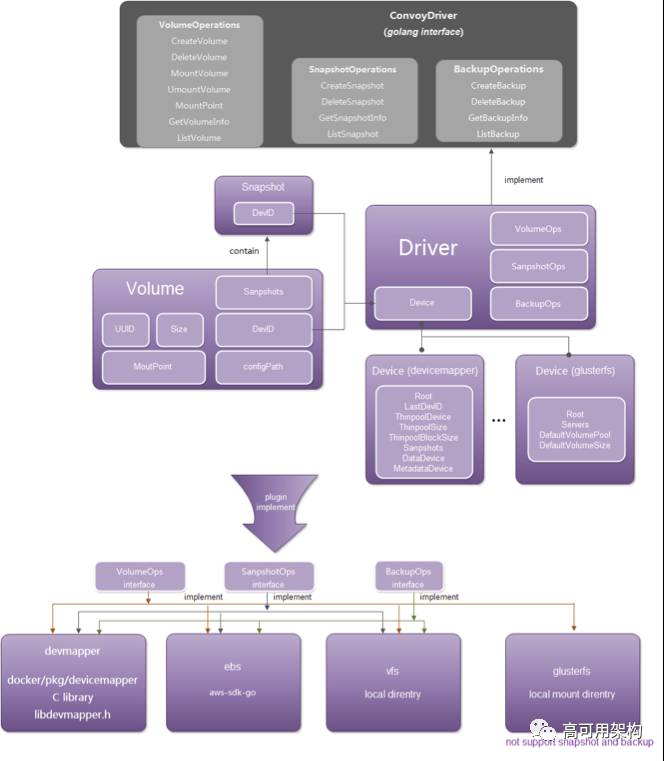 ConvoyDriver
(golang interface)
VolumeOperations
CreateVolume
DeleteVolume
MountVolume
UmountVolume
MountPoint
GetVolumeInfo
ListVolume
SnapshotOperations
CreateSnapshot
DeleteSnapshot
GetSnapshotInfo
ListSnapshot
BackupOperations
CreateBackup
DeleteBackup
GetBackupInfo
ListBackup
implement
Snapshot
DevID
contain
Volume
Sanpshots
UUID
Size
DevID
MoutPoint
configPath
Driver
VolumeOps
SanpshotOps
Device
BackupOps
Device (devicemapper)
Root
LastDevID
ThinpoolDevice
ThinpoolSize
ThinpoolBlockSize
Sanpshots
DataDevice
MetadataDevice
...
Device (glusterfs)
Root
Servers
DefaultVolumePool
DefaultVolumeSize
plugin
implement
VolumeOps
interface
SanpshotOps
interface
BackupOps
interface
implement
implement
implement
devmapper
docker/pkg/devicemapper
C library
libdevmapper.h
ebs
aws-sdk-go
vfs
local direntry
glusterfs
local mount direntry
高可用架构
not support snapshot and backup